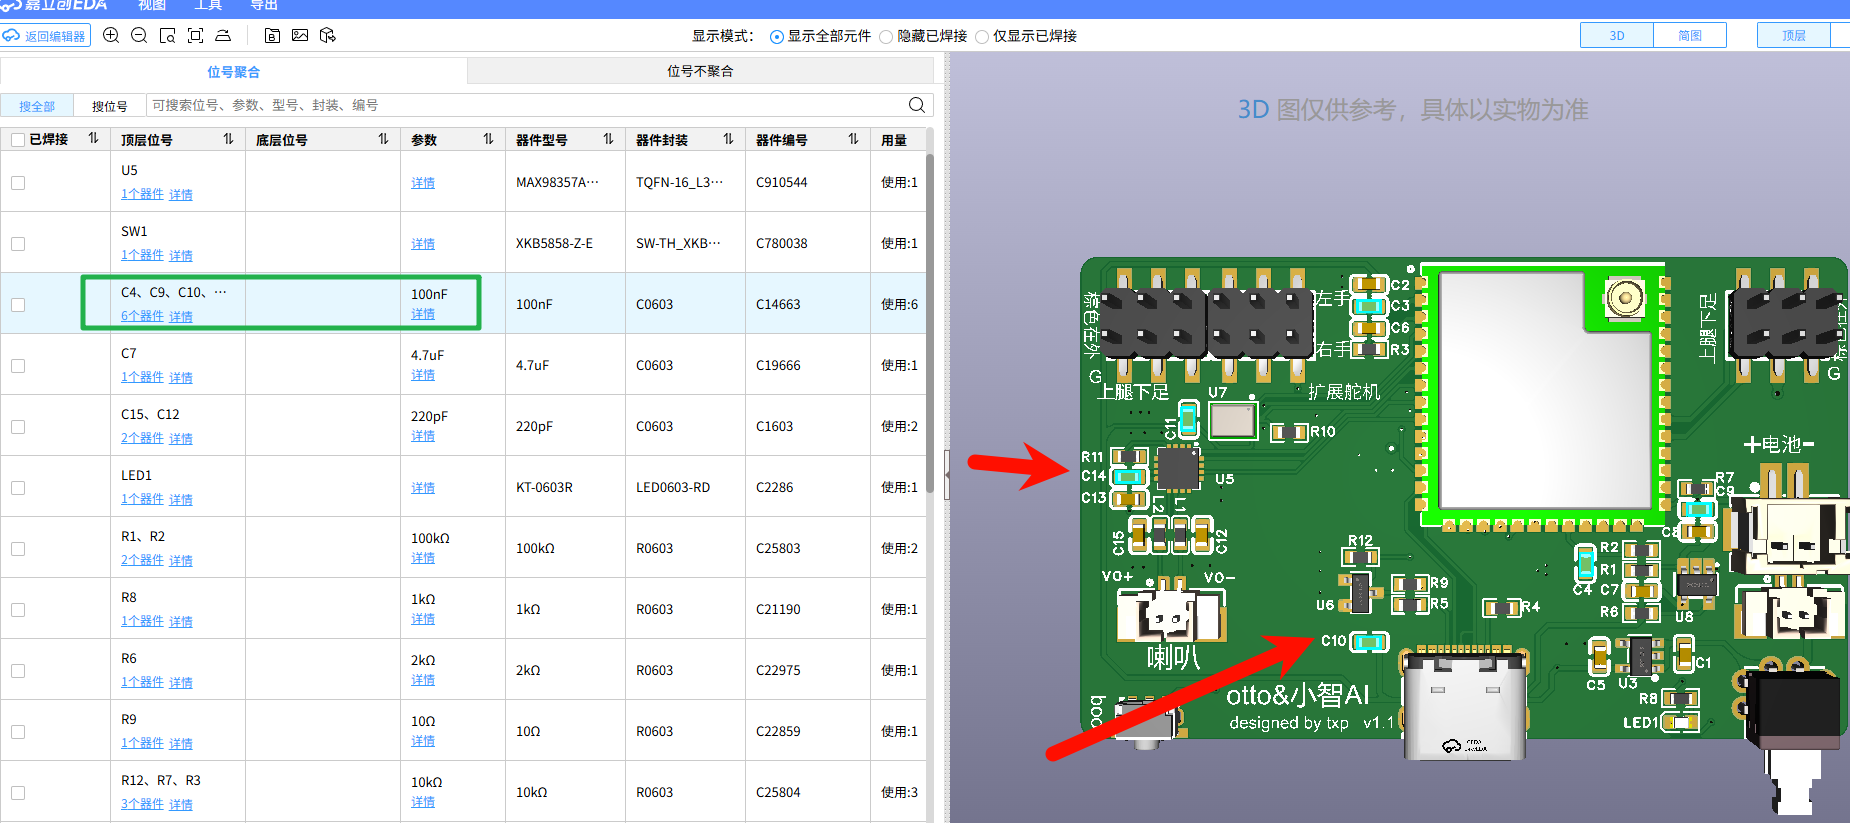 嘉立创EDA 视图 工具 导出
返回编辑器 显示模式： 显示全部元件 隐藏已焊接 仅显示已焊接 3D 简图 顶层
位号聚合 位号不聚合
搜全部 搜位号 可搜索位号、参数、型号、封装、编号
已焊接 顶层位号 底层位号 参数 器件型号 器件封装 器件编号 用量
U5
1个器件 详情 详情 MAX98357A… TQFN-16_L3… C910544 使用:1
SW1
1个器件 详情 详情 XKB5858-Z-E SW-TH_XKB… C780038 使用:1
C4、C9、C10、… 100nF
6个器件 详情 详情 100nF C0603 C14663 使用:6
C7 4.7uF
1个器件 详情 详情 4.7uF C0603 C19666 使用:1
C15、C12 220pF
2个器件 详情 详情 220pF C0603 C1603 使用:2
LED1
1个器件 详情 详情 KT-0603R LED0603-RD C2286 使用:1
R1、R2 100kΩ
2个器件 详情 详情 100kΩ R0603 C25803 使用:2
R8 1kΩ
1个器件 详情 详情 1kΩ R0603 C21190 使用:1
R6 2kΩ
1个器件 详情 详情 2kΩ R0603 C22975 使用:1
R9 10Ω
1个器件 详情 详情 10Ω R0603 C22859 使用:1
R12、R7、R3 10kΩ
3个器件 详情 详情 10kΩ R0603 C25804 使用:3
3D 图仅供参考，具体以实物为准
棕色在外
左手 C2
C3
C6
右手 R3
G
上腿下足 扩展舵机
上腿下足
G
U7
C11
R10
R11
C14
C13
U5
L2 L1
C15 C12
VO+ VO-
喇叭
+电池-
R7
C9
C8
R12
R2
R1
C4 C7
R6
U8
U6
R9
R5
R4
C10
C5 U3 C1
R8
LED1
otto&小智AI
designed by txp v1.1
boo